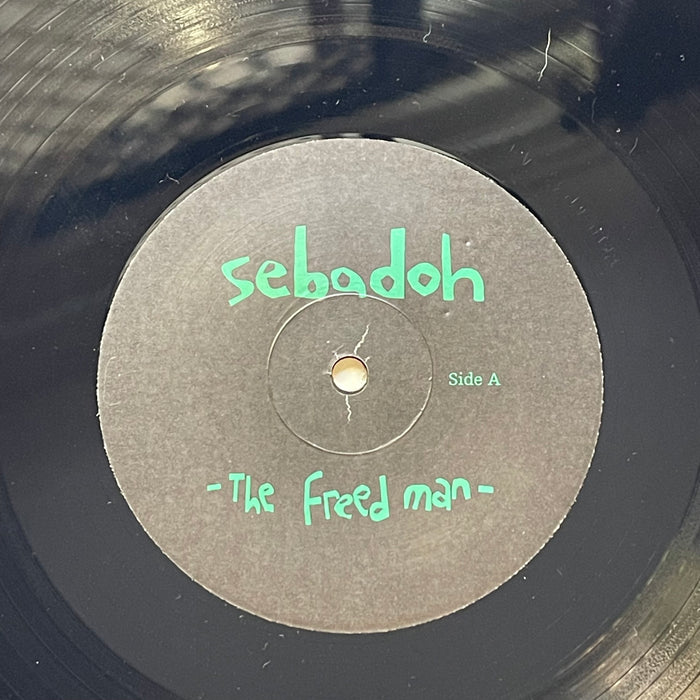 sebadoh
Side A
-The Freed man-